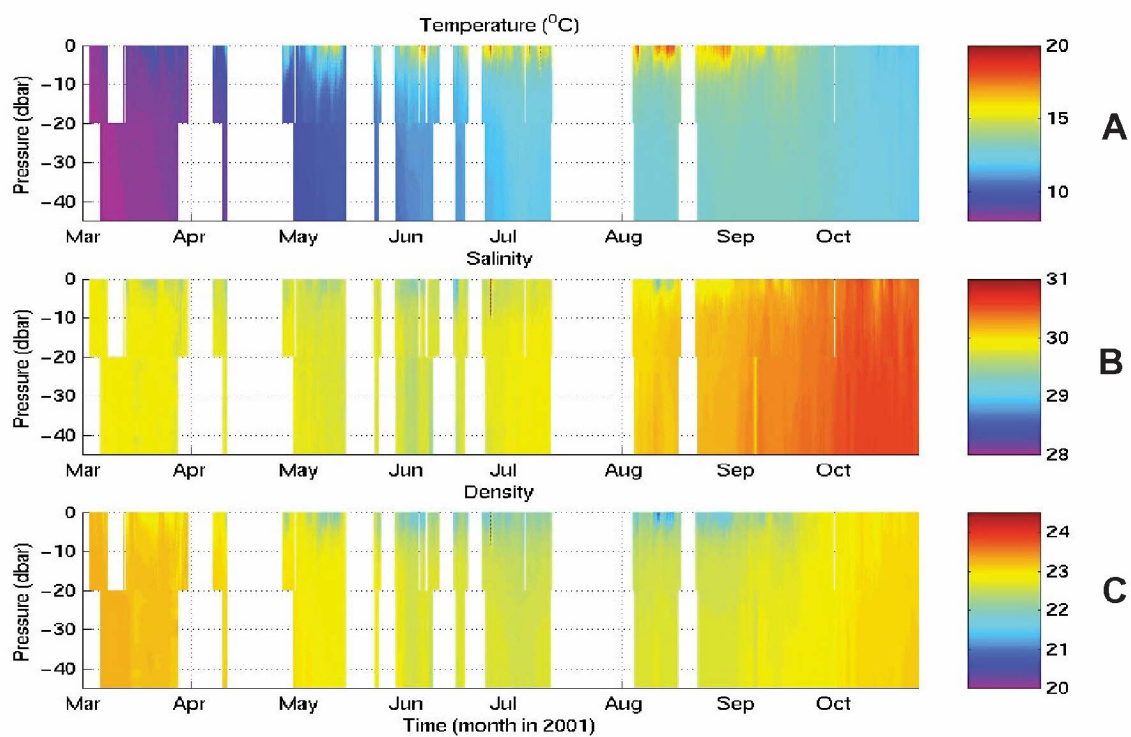 Temperature (⁰C)
0
−10
−20
−30
−40
Pressure (dbar)
Mar Apr May Jun Jul Aug Sep Oct
20
15
10
A
Salinity
0
−10
−20
−30
−40
Pressure (dbar)
Mar Apr May Jun Jul Aug Sep Oct
31
30
29
28
B
Density
0
−10
−20
−30
−40
Pressure (dbar)
Mar Apr May Jun Jul Aug Sep Oct
Time (month in 2001)
24
23
22
21
20
C